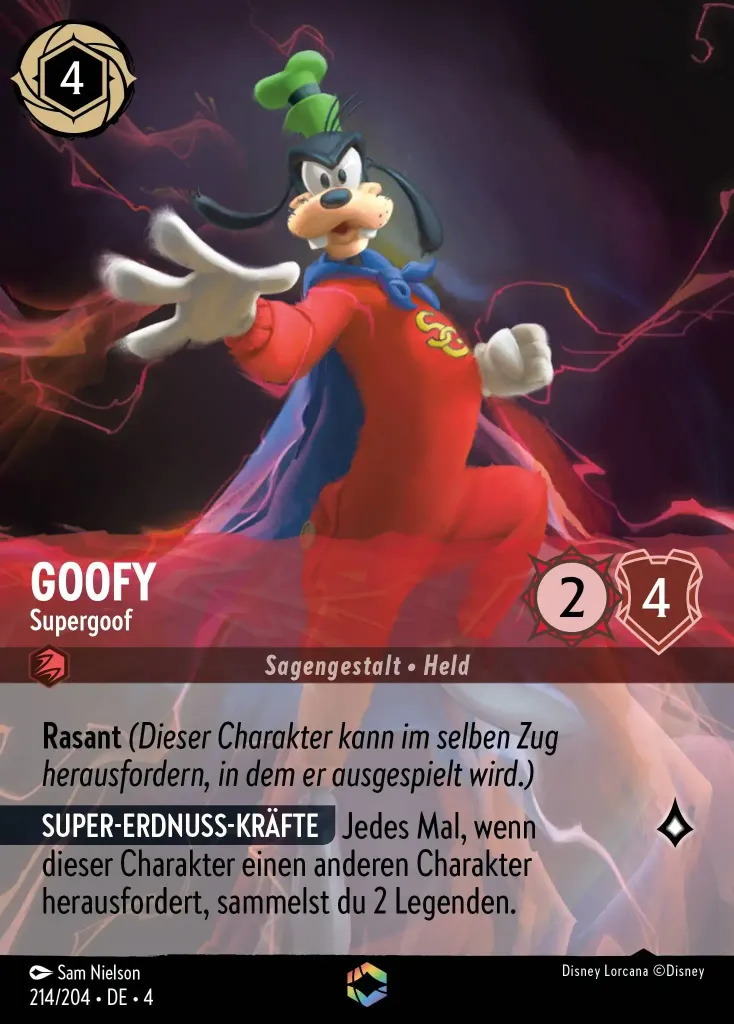 4
GOOFY
Supergoof
2
4
Sagengestalt • Held
Rasant (Dieser Charakter kann im selben Zug
herausfordern, in dem er ausgespielt wird.)
SUPER-ERDNUSS-KRÄFTE Jedes Mal, wenn
dieser Charakter einen anderen Charakter
herausfordert, sammelst du 2 Legenden.
Sam Nielson
Disney Lorcana ©Disney
214/204 • DE • 4